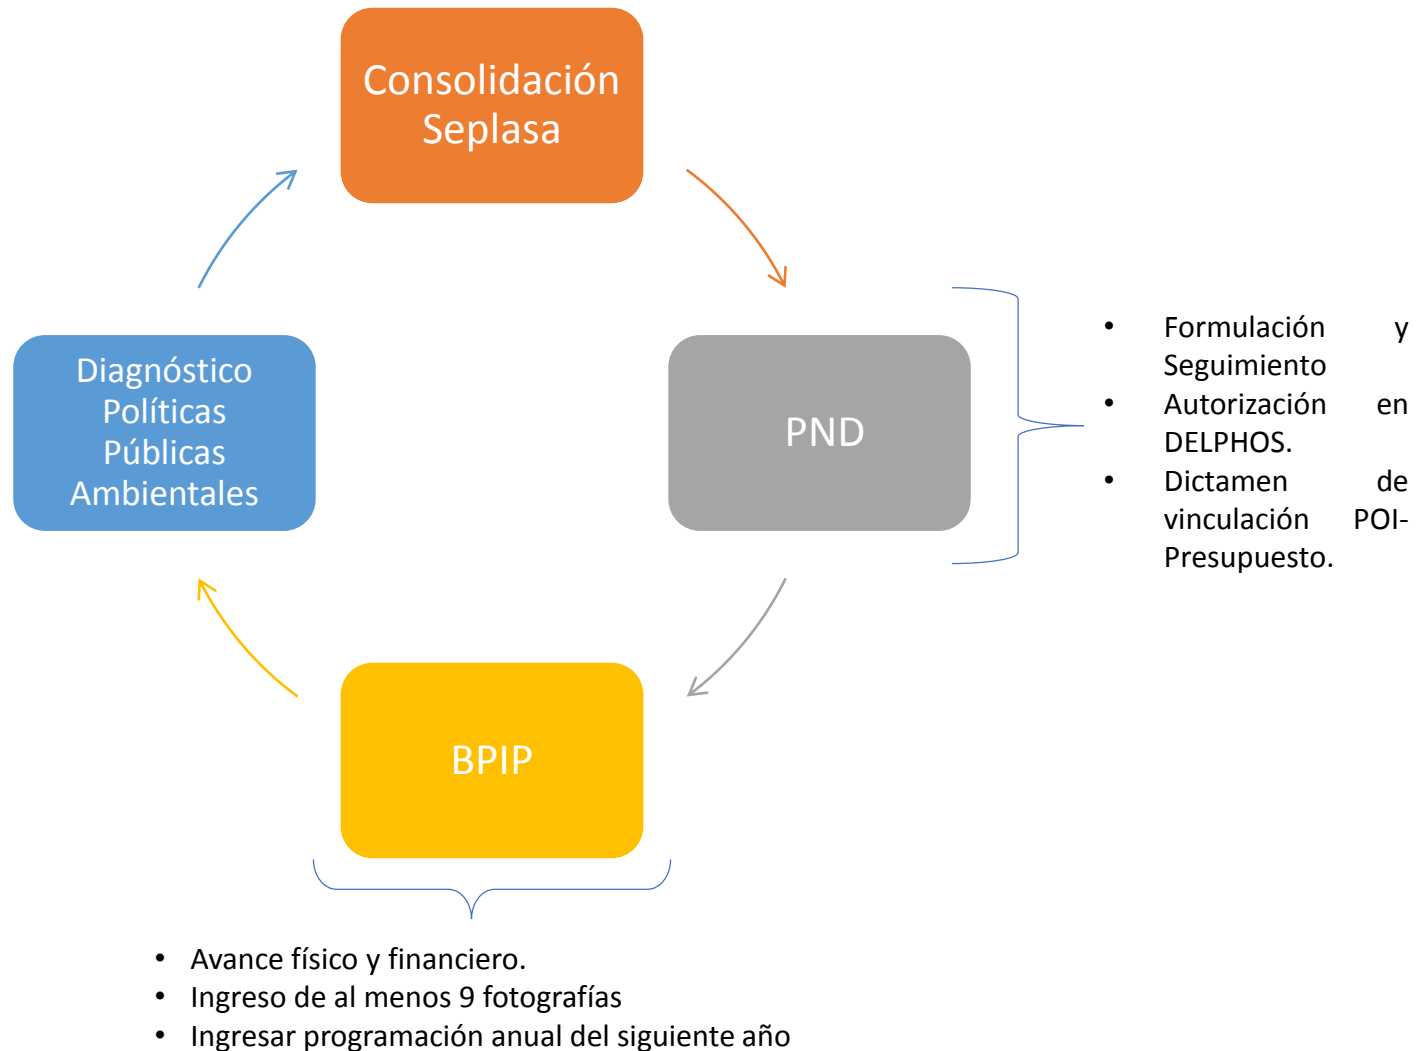 Consolidación
Seplasa
Diagnóstico
Políticas
Públicas
Ambientales
PND
• Formulación y
Seguimiento
• Autorización en
DELPHOS.
• Dictamen de
vinculación POI-
Presupuesto.
BPIP
• Avance físico y financiero.
• Ingreso de al menos 9 fotografías
• Ingresar programación anual del siguiente año